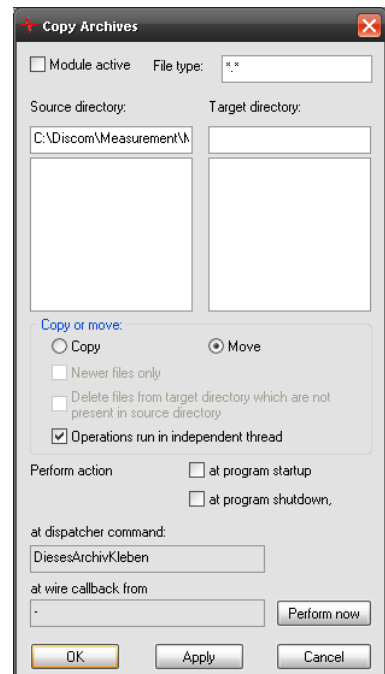 Copy Archives
Module active File type: *.*
Source directory: Target directory:
C:\Discom\Measurement\M
Copy or move:
Copy Move
Newer files only
Delete files from target directory which are not
present in source directory
Operations run in independent thread
Perform action at program startup
at program shutdown,
at dispatcher command:
DiesesArchivKleben
at wire callback from
- Perform now
OK Apply Cancel